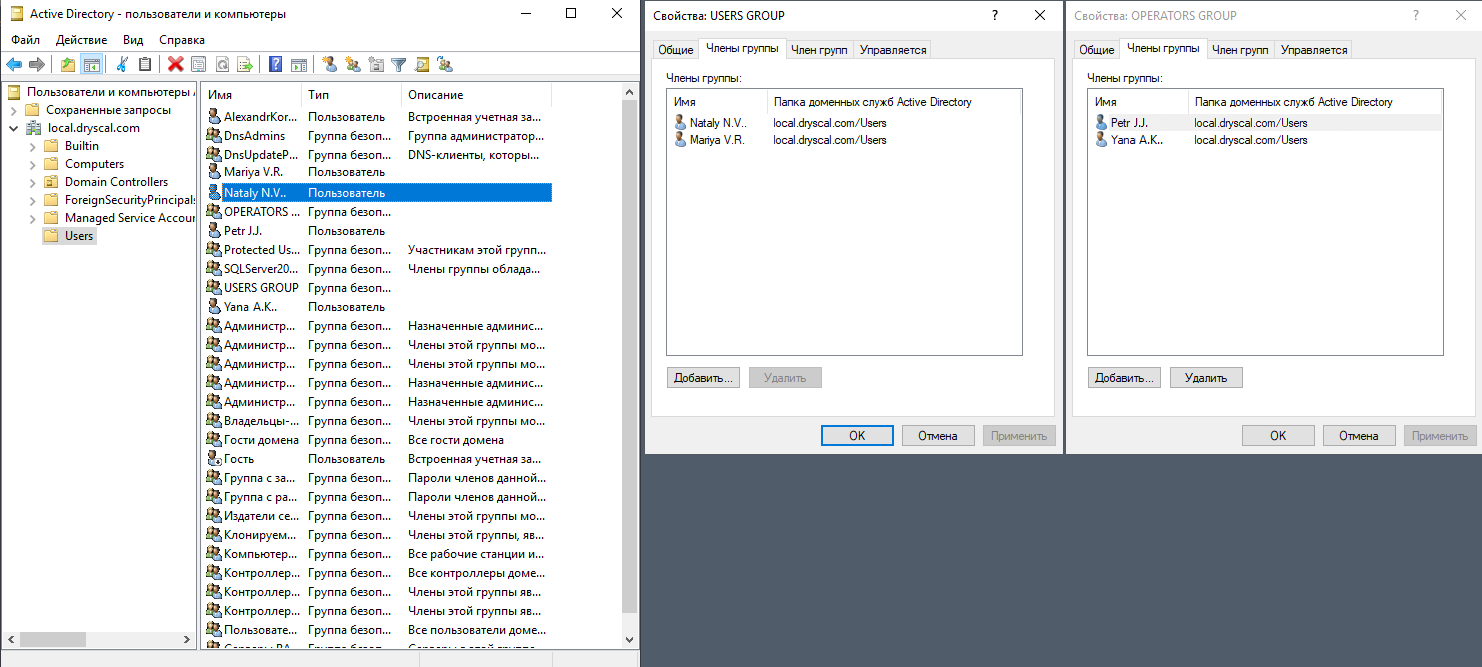 Active Directory - пользователи и компьютеры
Файл Действие Вид Справка
Пользователи и компьютеры
Сохраненные запросы
local.dryscal.com
Builtin
Computers
Domain Controllers
ForeignSecurityPrincipals
Managed Service Accour
Users
Имя Тип Описание
AlexandrKor... Пользователь Встроенная учетная за...
DnsAdmins Группа безоп... Группа администратор...
DnsUpdateP... Группа безоп... DNS-клиенты, которы...
Mariya V.R. Пользователь
Nataly N.V.. Пользователь
OPERATORS ... Группа безоп...
Petr J.J. Пользователь
Protected Us... Группа безоп... Участникам этой групп...
SQLServer20... Группа безоп... Члены группы облада...
USERS GROUP Группа безоп...
Yana A.K.. Пользователь
Администр... Группа безоп... Назначенные админис...
Администр... Группа безоп... Члены этой группы мо...
Администр... Группа безоп... Члены этой группы мо...
Администр... Группа безоп... Назначенные админис...
Администр... Группа безоп... Назначенные админис...
Владельцы-... Группа безоп... Члены этой группы мо...
Гости домена Группа безоп... Все гости домена
Гость Пользователь Встроенная учетная за...
Группа с за... Группа безоп... Пароли членов данной...
Группа с ра... Группа безоп... Пароли членов данной...
Издатели се... Группа безоп... Члены этой группы мо...
Клонируем... Группа безоп... Члены этой группы, яв...
Компьютер... Группа безоп... Все рабочие станции и...
Контроллер... Группа безоп... Все контроллеры доме...
Контроллер... Группа безоп... Члены этой группы яв...
Контроллер... Группа безоп... Члены этой группы яв...
Пользовате... Группа безоп... Все пользователи доме...
Свойства: USERS GROUP ?
Общие Члены группы Член групп Управляется
Члены группы:
Имя Папка доменных служб Active Directory
Nataly N.V.. local.dryscal.com/Users
Mariya V.R. local.dryscal.com/Users
Добавить... Удалить
OK Отмена Применить
Свойства: OPERATORS GROUP ?
Общие Члены группы Член групп Управляется
Члены группы:
Имя Папка доменных служб Active Directory
Petr J.J. local.dryscal.com/Users
Yana A.K.. local.dryscal.com/Users
Добавить... Удалить
OK Отмена Применить